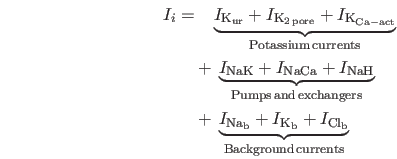 I_i = I_{K_{ur}} + I_{K_{2 pore}} + I_{K_{Ca-act}}
Potassium currents
+ I_{NaK} + I_{NaCa} + I_{NaH}
Pumps and exchangers
+ I_{Na_b} + I_{K_b} + I_{Cl_b}
Background currents